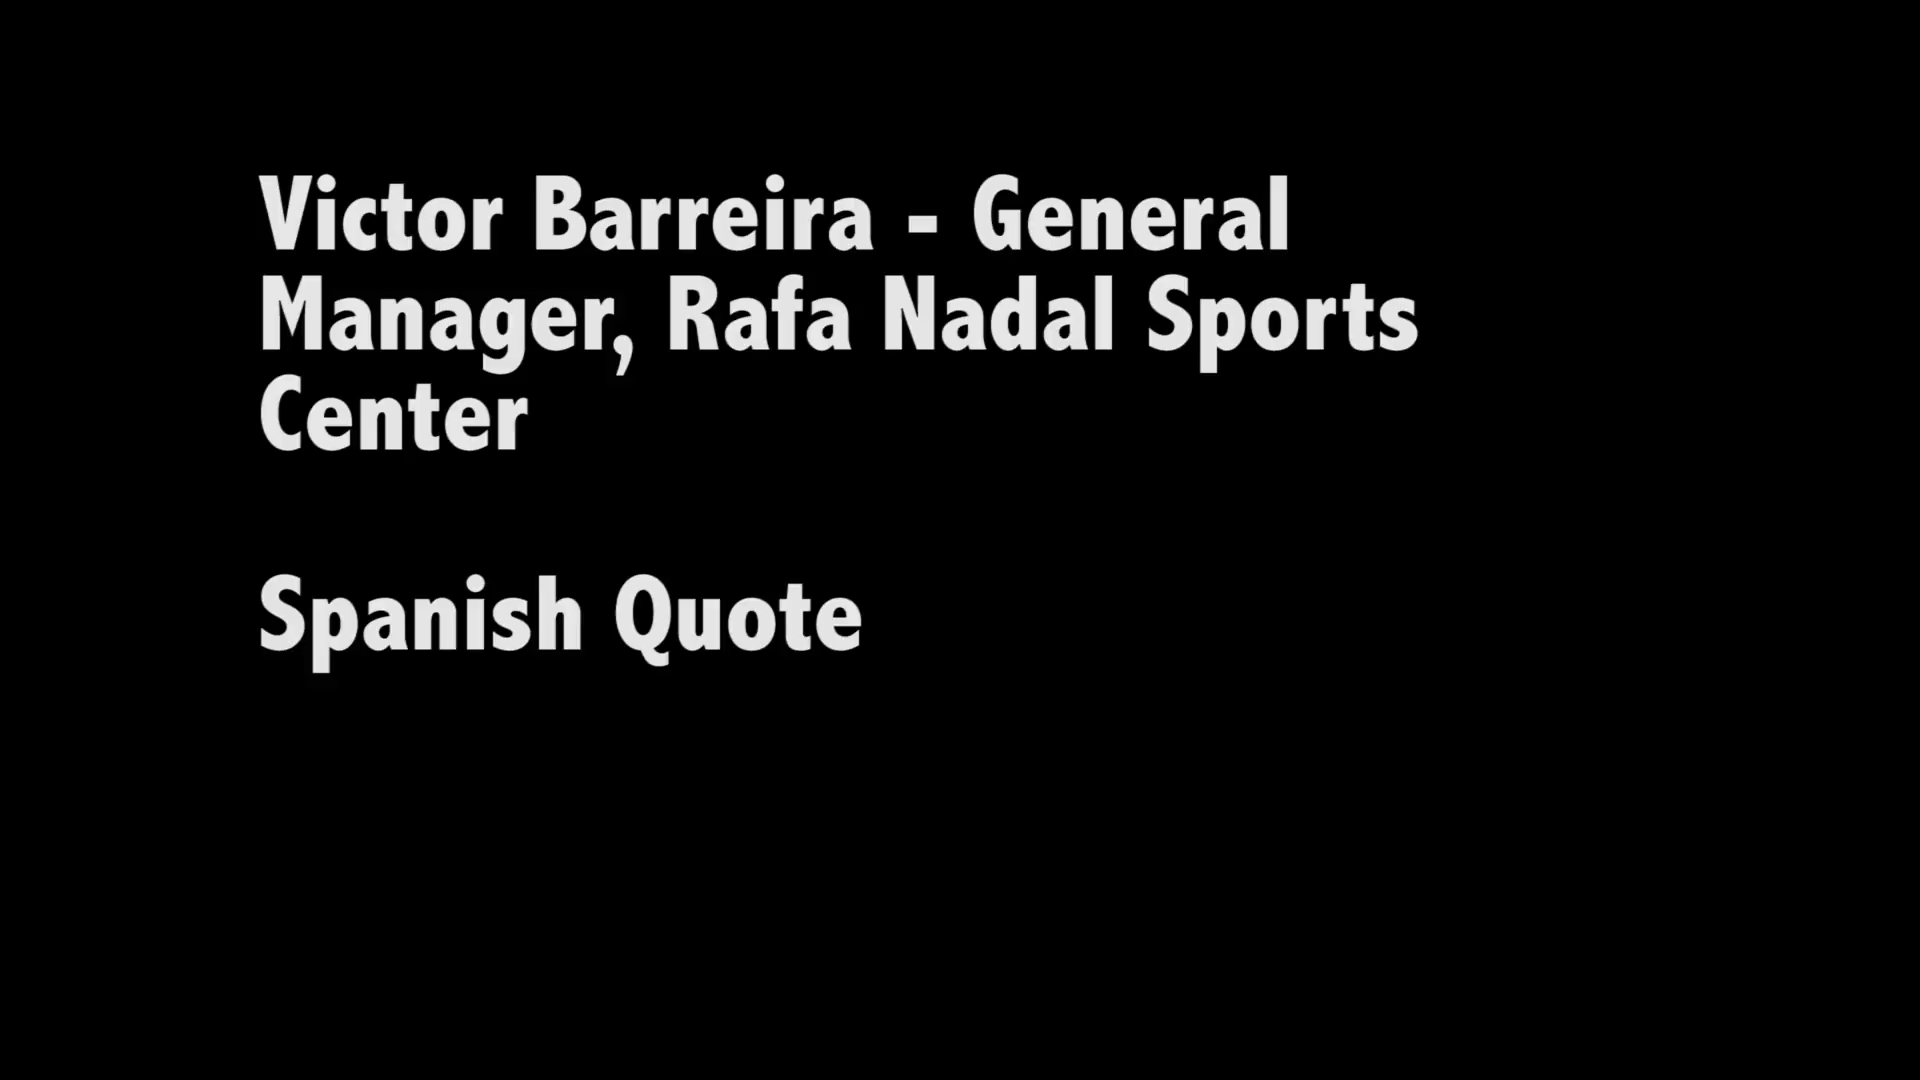 Victor Barreira - General
Manager, Rafa Nadal Sports
Center
Spanish Quote